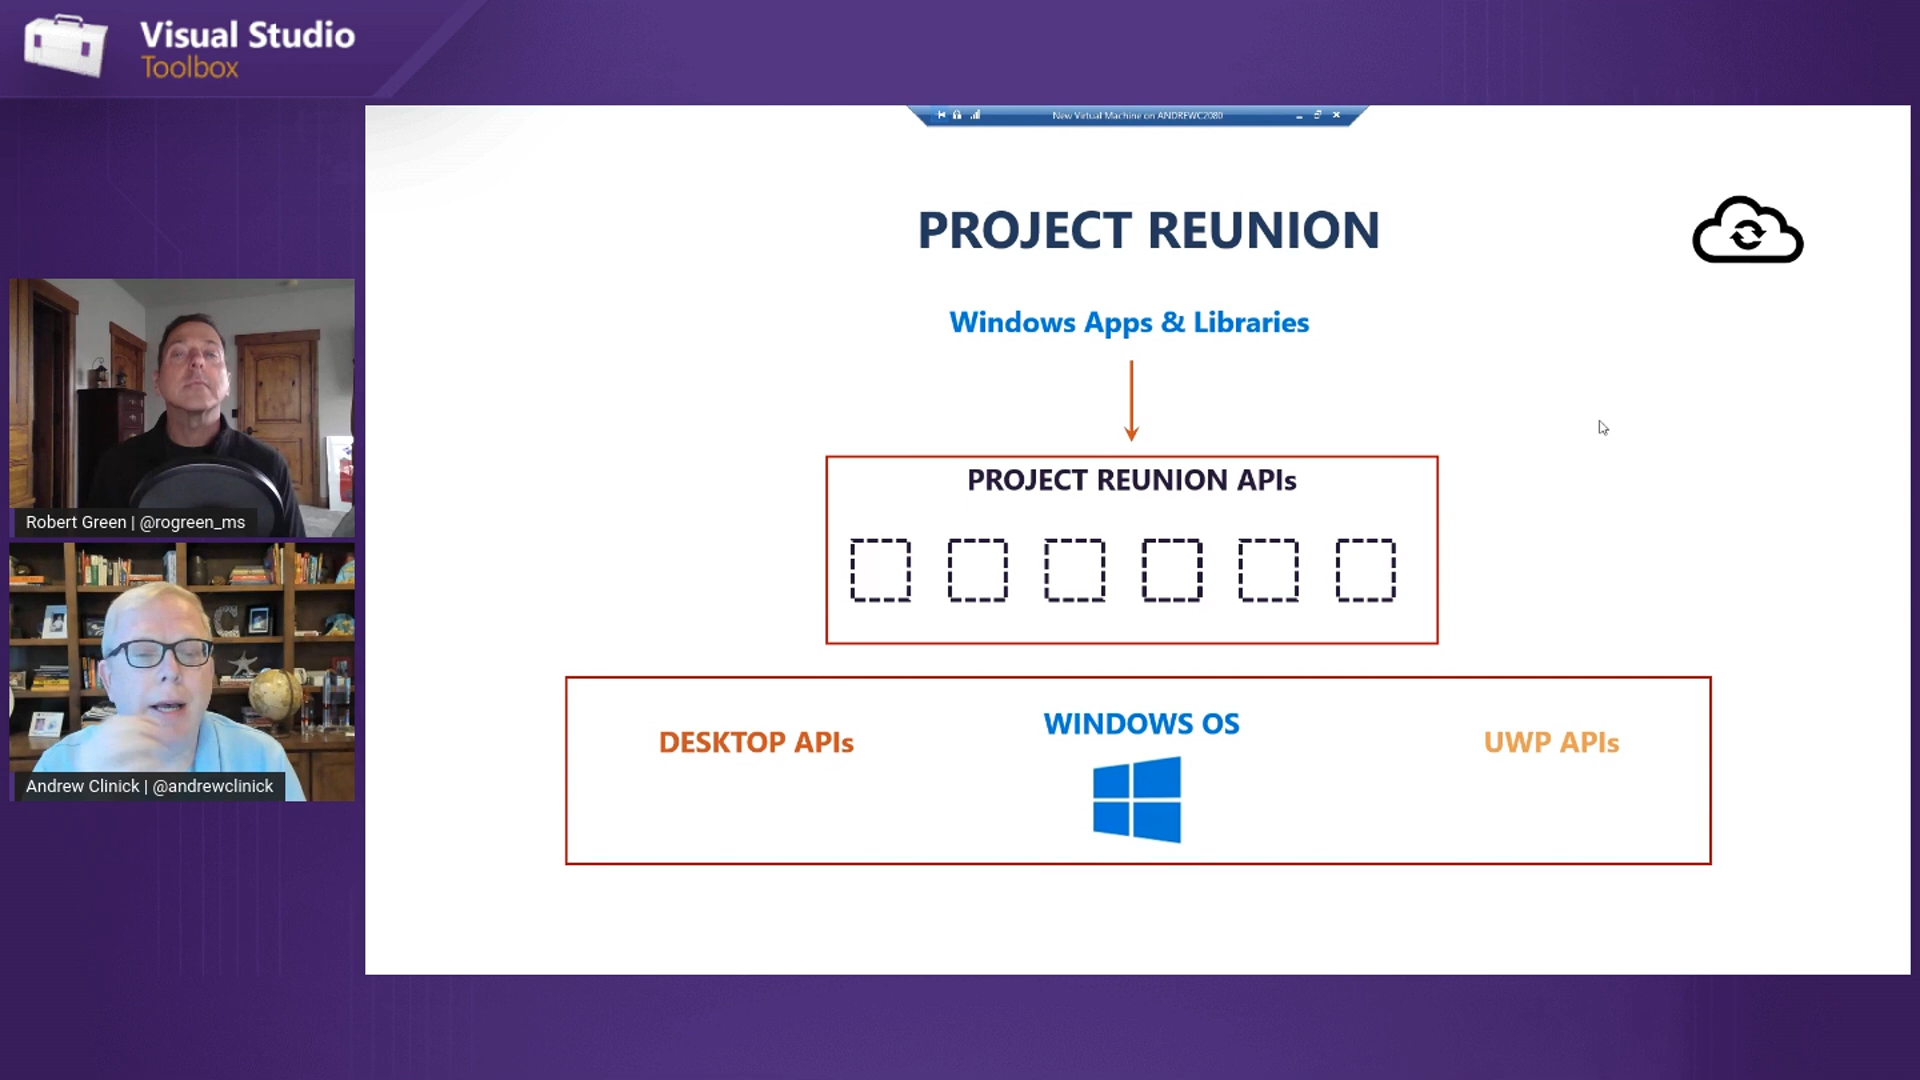 Visual Studio
Toolbox
New Virtual Machine on ANDREWC2080
PROJECT REUNION
Windows Apps & Libraries
PROJECT REUNION APIs
DESKTOP APIs
WINDOWS OS
UWP APIs
Robert Green | @rogreen_ms
C
Andrew Clinick | @andrewclinick